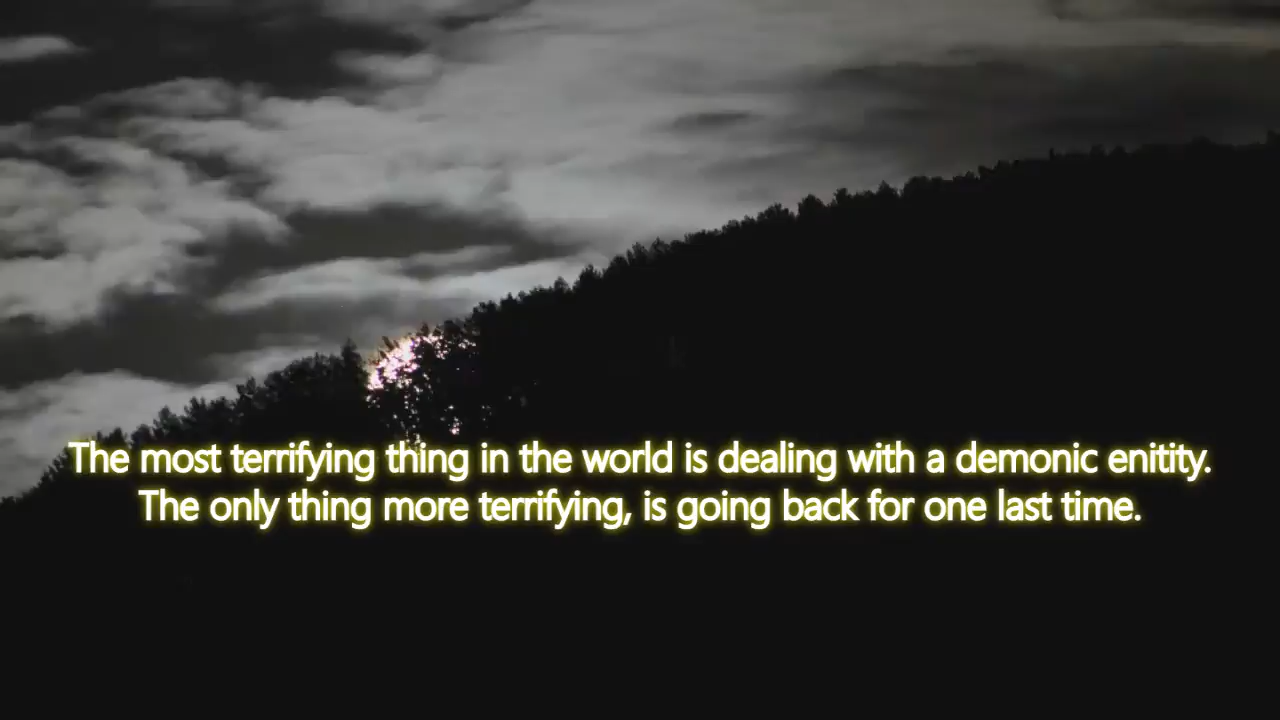 The most terrifying thing in the world is dealing with a demonic enitity.
The only thing more terrifying, is going back for one last time.